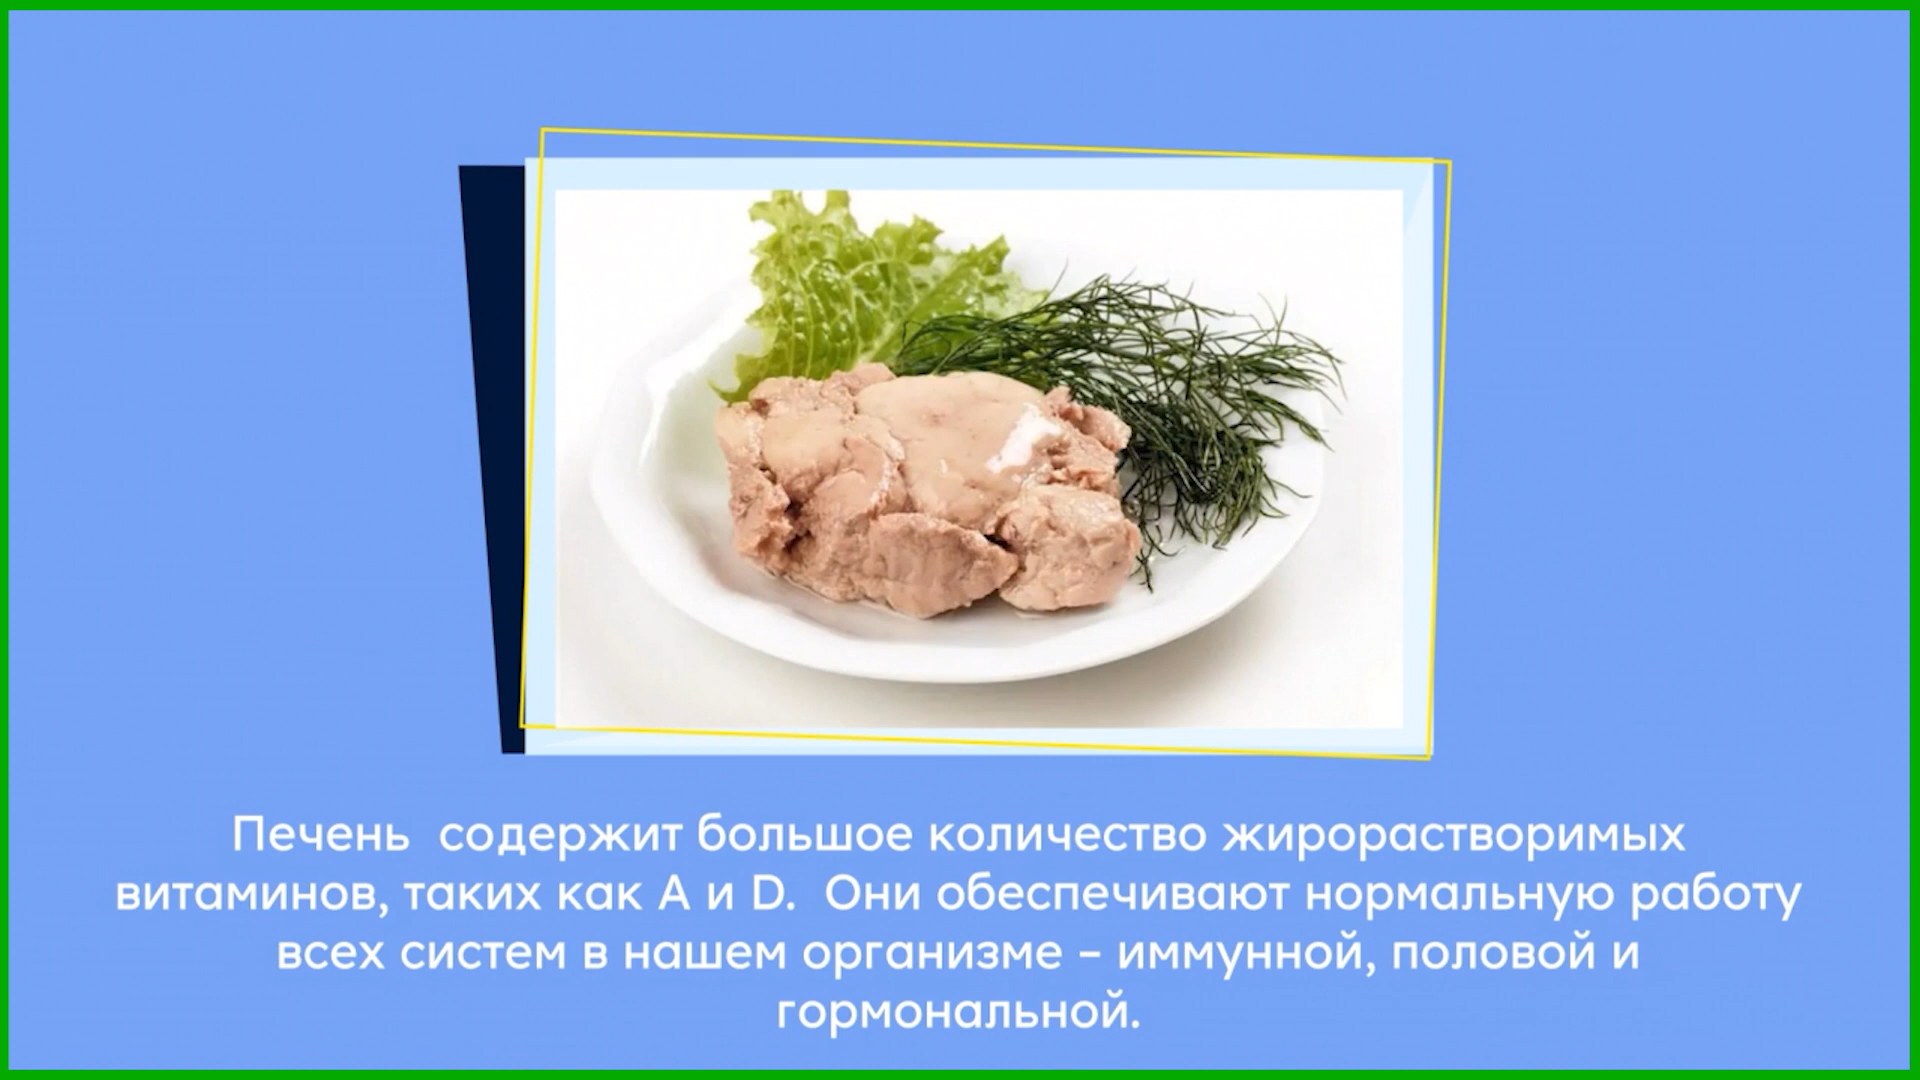 Печень  содержит большое количество жирорастворимых
витаминов, таких как А и D.  Они обеспечивают нормальную работу
всех систем в нашем организме – иммунной, половой и
гормональной.